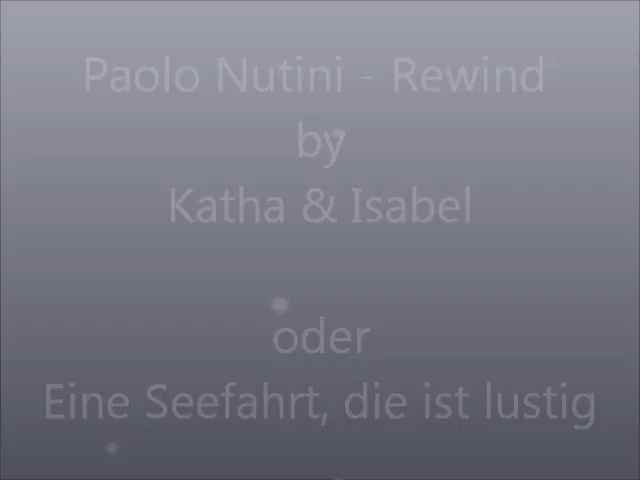 Paolo Nutini - Rewind
by
Katha & Isabel
oder
Eine Seefahrt, die ist lustig